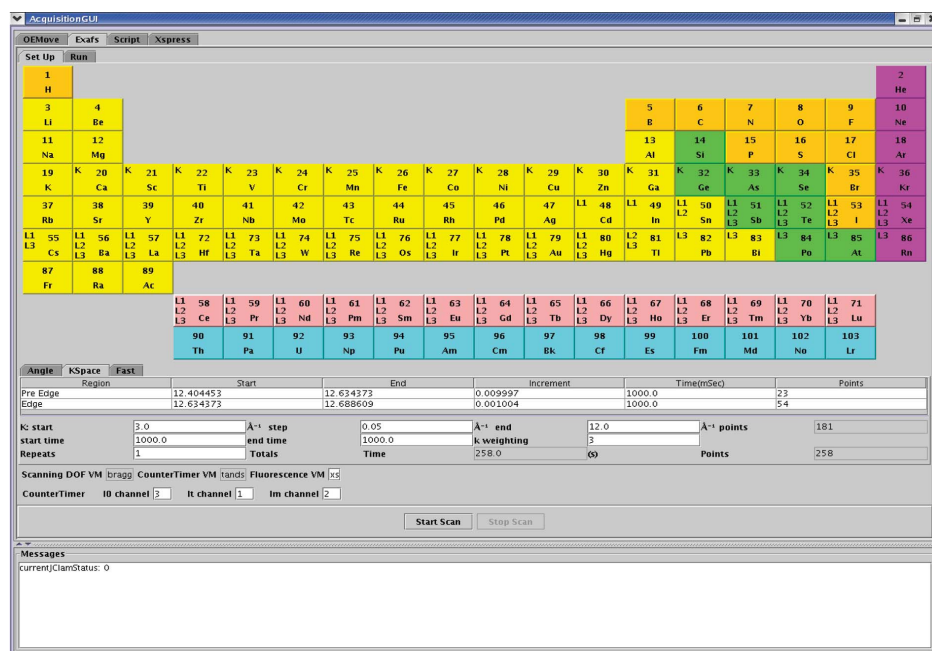 AcquisitionGUI
OEMove Exafs Script Xspress
Set Up Run
1 2
H He
3 4 5 6 7 8 9 10
Li Be B C N O F Ne
11 12 13 14 15 16 17 18
Na Mg Al Si P S Cl Ar
K 20 K 21 K 22 K 23 K 24 K 25 K 26 K 27 K 28 K 29 K 30 K 31 K 32 K 33 K 34 K 35 K 36
19
K Ca Sc Ti V Cr Mn Fe Co Ni Cu Zn Ga Ge As Se Br Kr
37 38 39 40 41 42 43 44 45 46 47 L1 48 L1 49 L1 50 L1 51 L1 52 L1 53 L1 54
L2 L2 L2 L2 L2
Rb Sr Y Zr Nb Mo Tc Ru Rh Pd Ag Cd In Sn L3 Sb L3 Te L3 I L3 Xe
L1 55 L1 56 L1 57 L1 72 L1 73 L1 74 L1 75 L1 76 L1 77 L1 78 L1 79 L1 80 L2 81 L3 82 L3 83 L3 84 L3 85 L3 86
L3 L2 L2 L2 L2 L2 L2 L2 L2 L2 L2 L2 L3
Cs L3 Ba L3 La L3 Hf L3 Ta L3 W L3 Re L3 Os L3 Ir L3 Pt L3 Au L3 Hg Tl Pb Bi Po At Rn
87 88 89
Fr Ra Ac
L1 58 L1 59 L1 60 L1 61 L1 62 L1 63 L1 64 L1 65 L1 66 L1 67 L1 68 L1 69 L1 70 L1 71
L2 L2 L2 L2 L2 L2 L2 L2 L2 L2 L2 L2 L2 L2
L3 Ce L3 Pr L3 Nd L3 Pm L3 Sm L3 Eu L3 Gd L3 Tb L3 Dy L3 Ho L3 Er L3 Tm L3 Yb L3 Lu
90 91 92 93 94 95 96 97 98 99 100 101 102 103
Th Pa U Np Pu Am Cm Bk Cf Es Fm Md No Lr
Angle KSpace Fast
Region Start End Increment Time(mSec) Points
Pre Edge 12.404453 12.634373 0.009997 1000.0 23
Edge 12.634373 12.688609 0.001004 1000.0 54
K: start 3.0 Å⁻¹ step 0.05 Å⁻¹ end 12.0 Å⁻¹ points 181
start time 1000.0 end time 1000.0 k weighting 3
Repeats 1 Totals Time 258.0 (s) Points 258
Scanning DOF VM bragg CounterTimer VM tands Fluorescence VM xs
CounterTimer I0 channel 3 It channel 1 Im channel 2
Start Scan Stop Scan
Messages
currentJClamStatus: 0